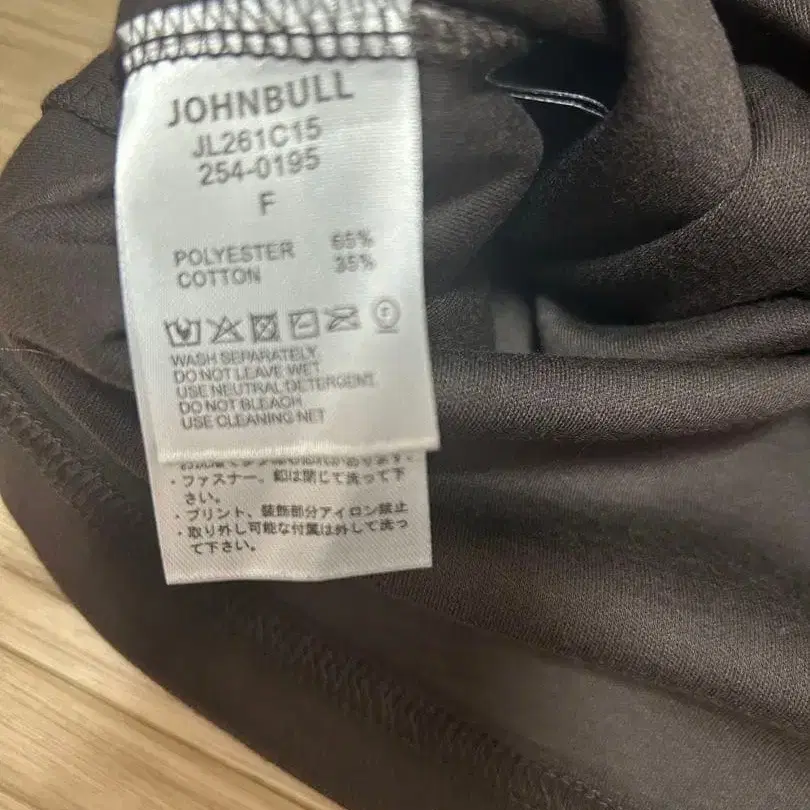 JOHNBULL
JL261C15
254-0195
F
POLYESTER 65%
COTTON 35%
WASH SEPARATELY
DO NOT LEAVE WET
USE NEUTRAL DETERGENT
DO NOT BLEACH
USE CLEANING NET
・ファスナー、釦は閉じて洗って下
さい。
・プリント、装飾部分アイロン禁止
・取り外し可能な付属は外して洗っ
て下さい。